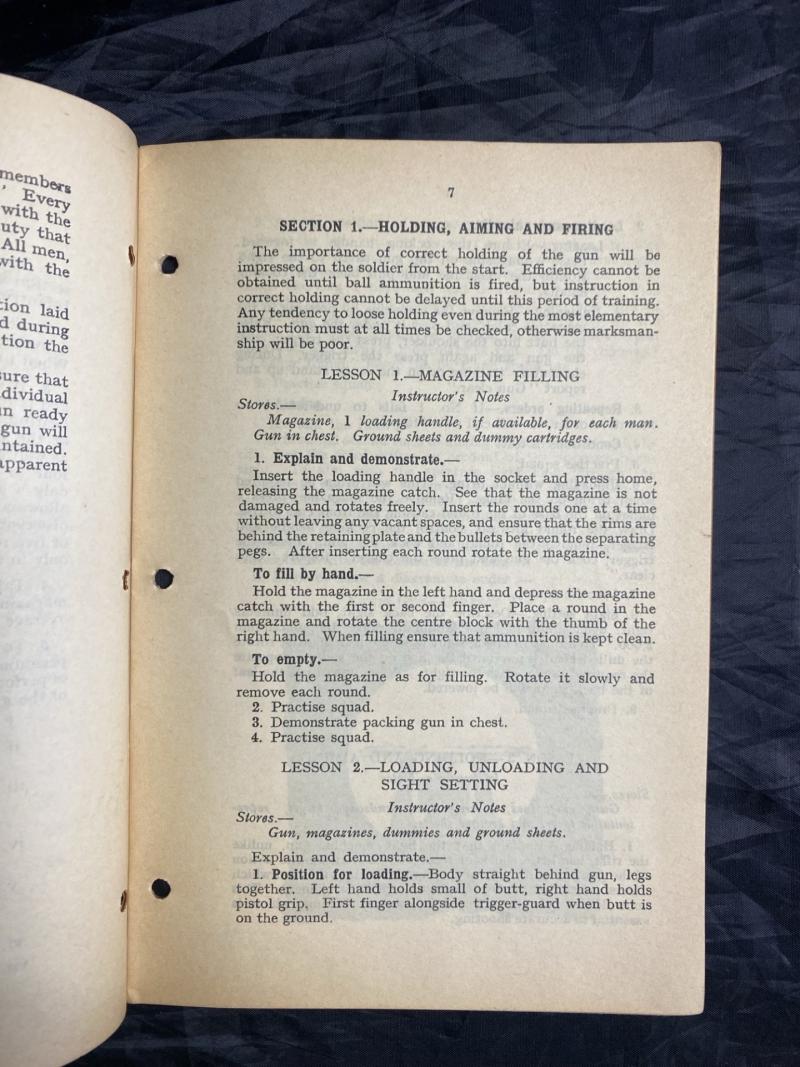 members
' Every
with the
uty that
All men,
with the
tion laid
d during
tion the
sure that
dividual
n ready
gun will
ntained.
apparent
7
SECTION 1.—HOLDING, AIMING AND FIRING
The importance of correct holding of the gun will be
impressed on the soldier from the start. Efficiency cannot be
obtained until ball ammunition is fired, but instruction in
correct holding cannot be delayed until this period of training.
Any tendency to loose holding even during the most elementary
instruction must at all times be checked, otherwise marksman-
ship will be poor.
LESSON 1.—MAGAZINE FILLING
Instructor's Notes
Stores.—
Magazine, 1 loading handle, if available, for each man.
Gun in chest. Ground sheets and dummy cartridges.
1. Explain and demonstrate.—
Insert the loading handle in the socket and press home,
releasing the magazine catch. See that the magazine is not
damaged and rotates freely. Insert the rounds one at a time
without leaving any vacant spaces, and ensure that the rims are
behind the retaining plate and the bullets between the separating
pegs. After inserting each round rotate the magazine.
To fill by hand.—
Hold the magazine in the left hand and depress the magazine
catch with the first or second finger. Place a round in the
magazine and rotate the centre block with the thumb of the
right hand. When filling ensure that ammunition is kept clean.
To empty.—
Hold the magazine as for filling. Rotate it slowly and
remove each round.
2. Practise squad.
3. Demonstrate packing gun in chest.
4. Practise squad.
LESSON 2.—LOADING, UNLOADING AND
SIGHT SETTING
Instructor's Notes
Stores.—
Gun, magazines, dummies and ground sheets.
Explain and demonstrate.—
1. Position for loading.—Body straight behind gun, legs
together. Left hand holds small of butt, right hand holds
pistol grip. First finger alongside trigger-guard when butt is
on the ground.